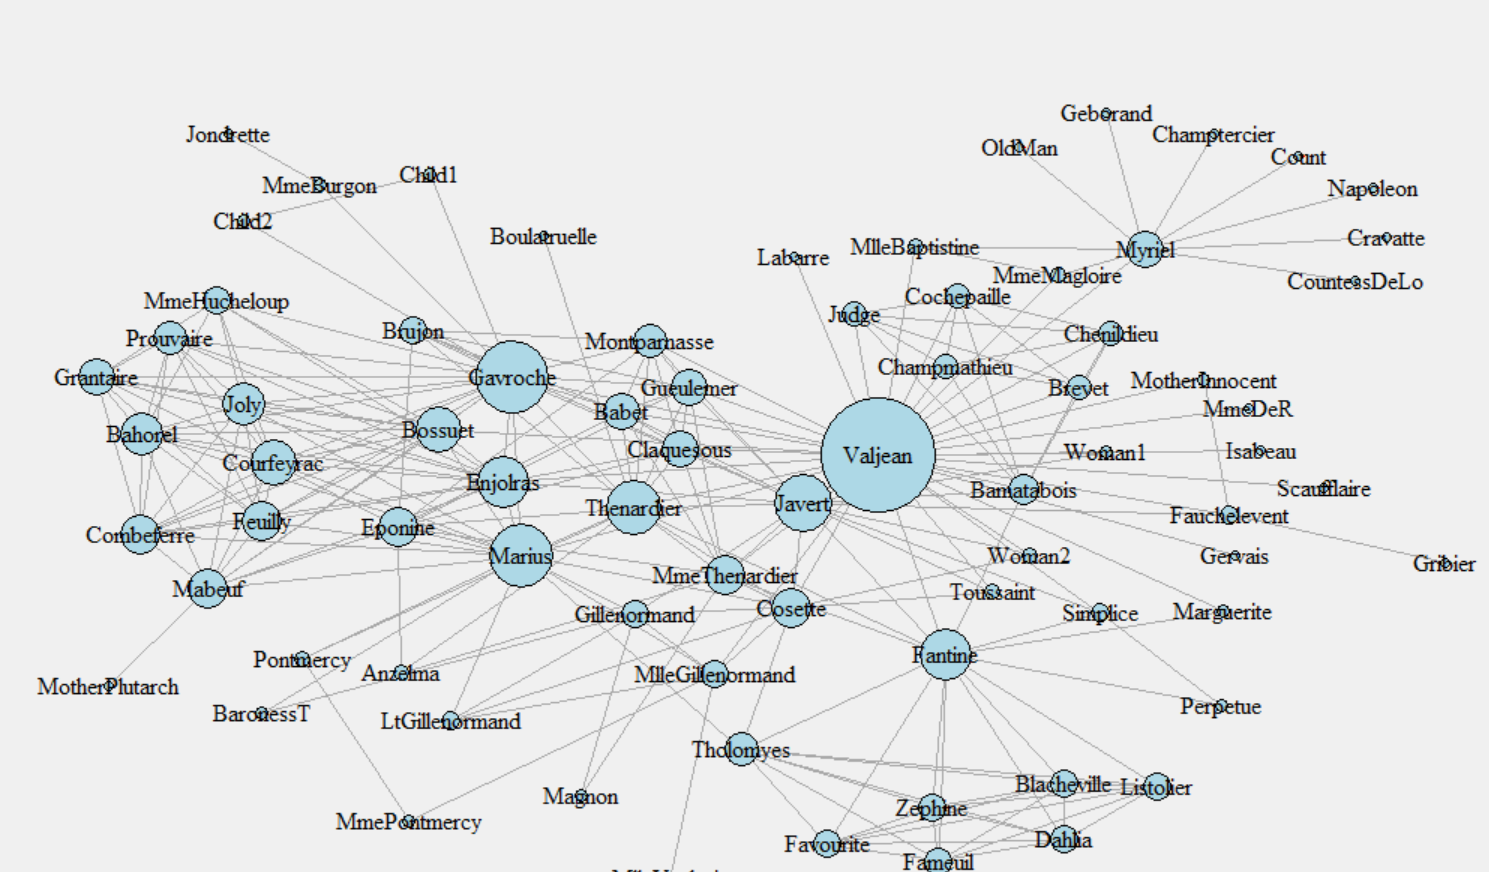 Geborand
Jondrette
Champtercier
OldMan
Count
Child1
MmeBurgon
Napoleon
Child2
Boulatruelle
Cravatte
MlleBaptistine
Myriel
Labarre
MmeMagloire
CountessDeLo
Cochepaille
MmeHucheloup
Judge
Brujon
Chenildieu
Prouvaire
Montparnasse
Champmathieu
Grantaire
Gavroche
MotherInnocent
Gueulemer
Brevet
Joly
MmeDeR
Babet
Bossuet
Bahorel
Claquesous
Isabeau
Woman1
Valjean
Courfeyrac
Enjolras
Scaufflaire
Bamatabois
Javert
Thenardier
Fauchelevent
Feuilly
Eponine
Combeferre
Marius
Woman2
Gervais
Gribier
MmeThenardier
Mabeuf
Toussaint
Cosette
Marguerite
Simplice
Gillenormand
Fantine
Pontmercy
Anzelma
MlleGillenormand
MotherPlutarch
Perpetue
BaronessT
LtGillenormand
Tholomyes
Blacheville
Listolier
Magnon
Zephine
MmePontmercy
Dahlia
Favourite
Fameuil